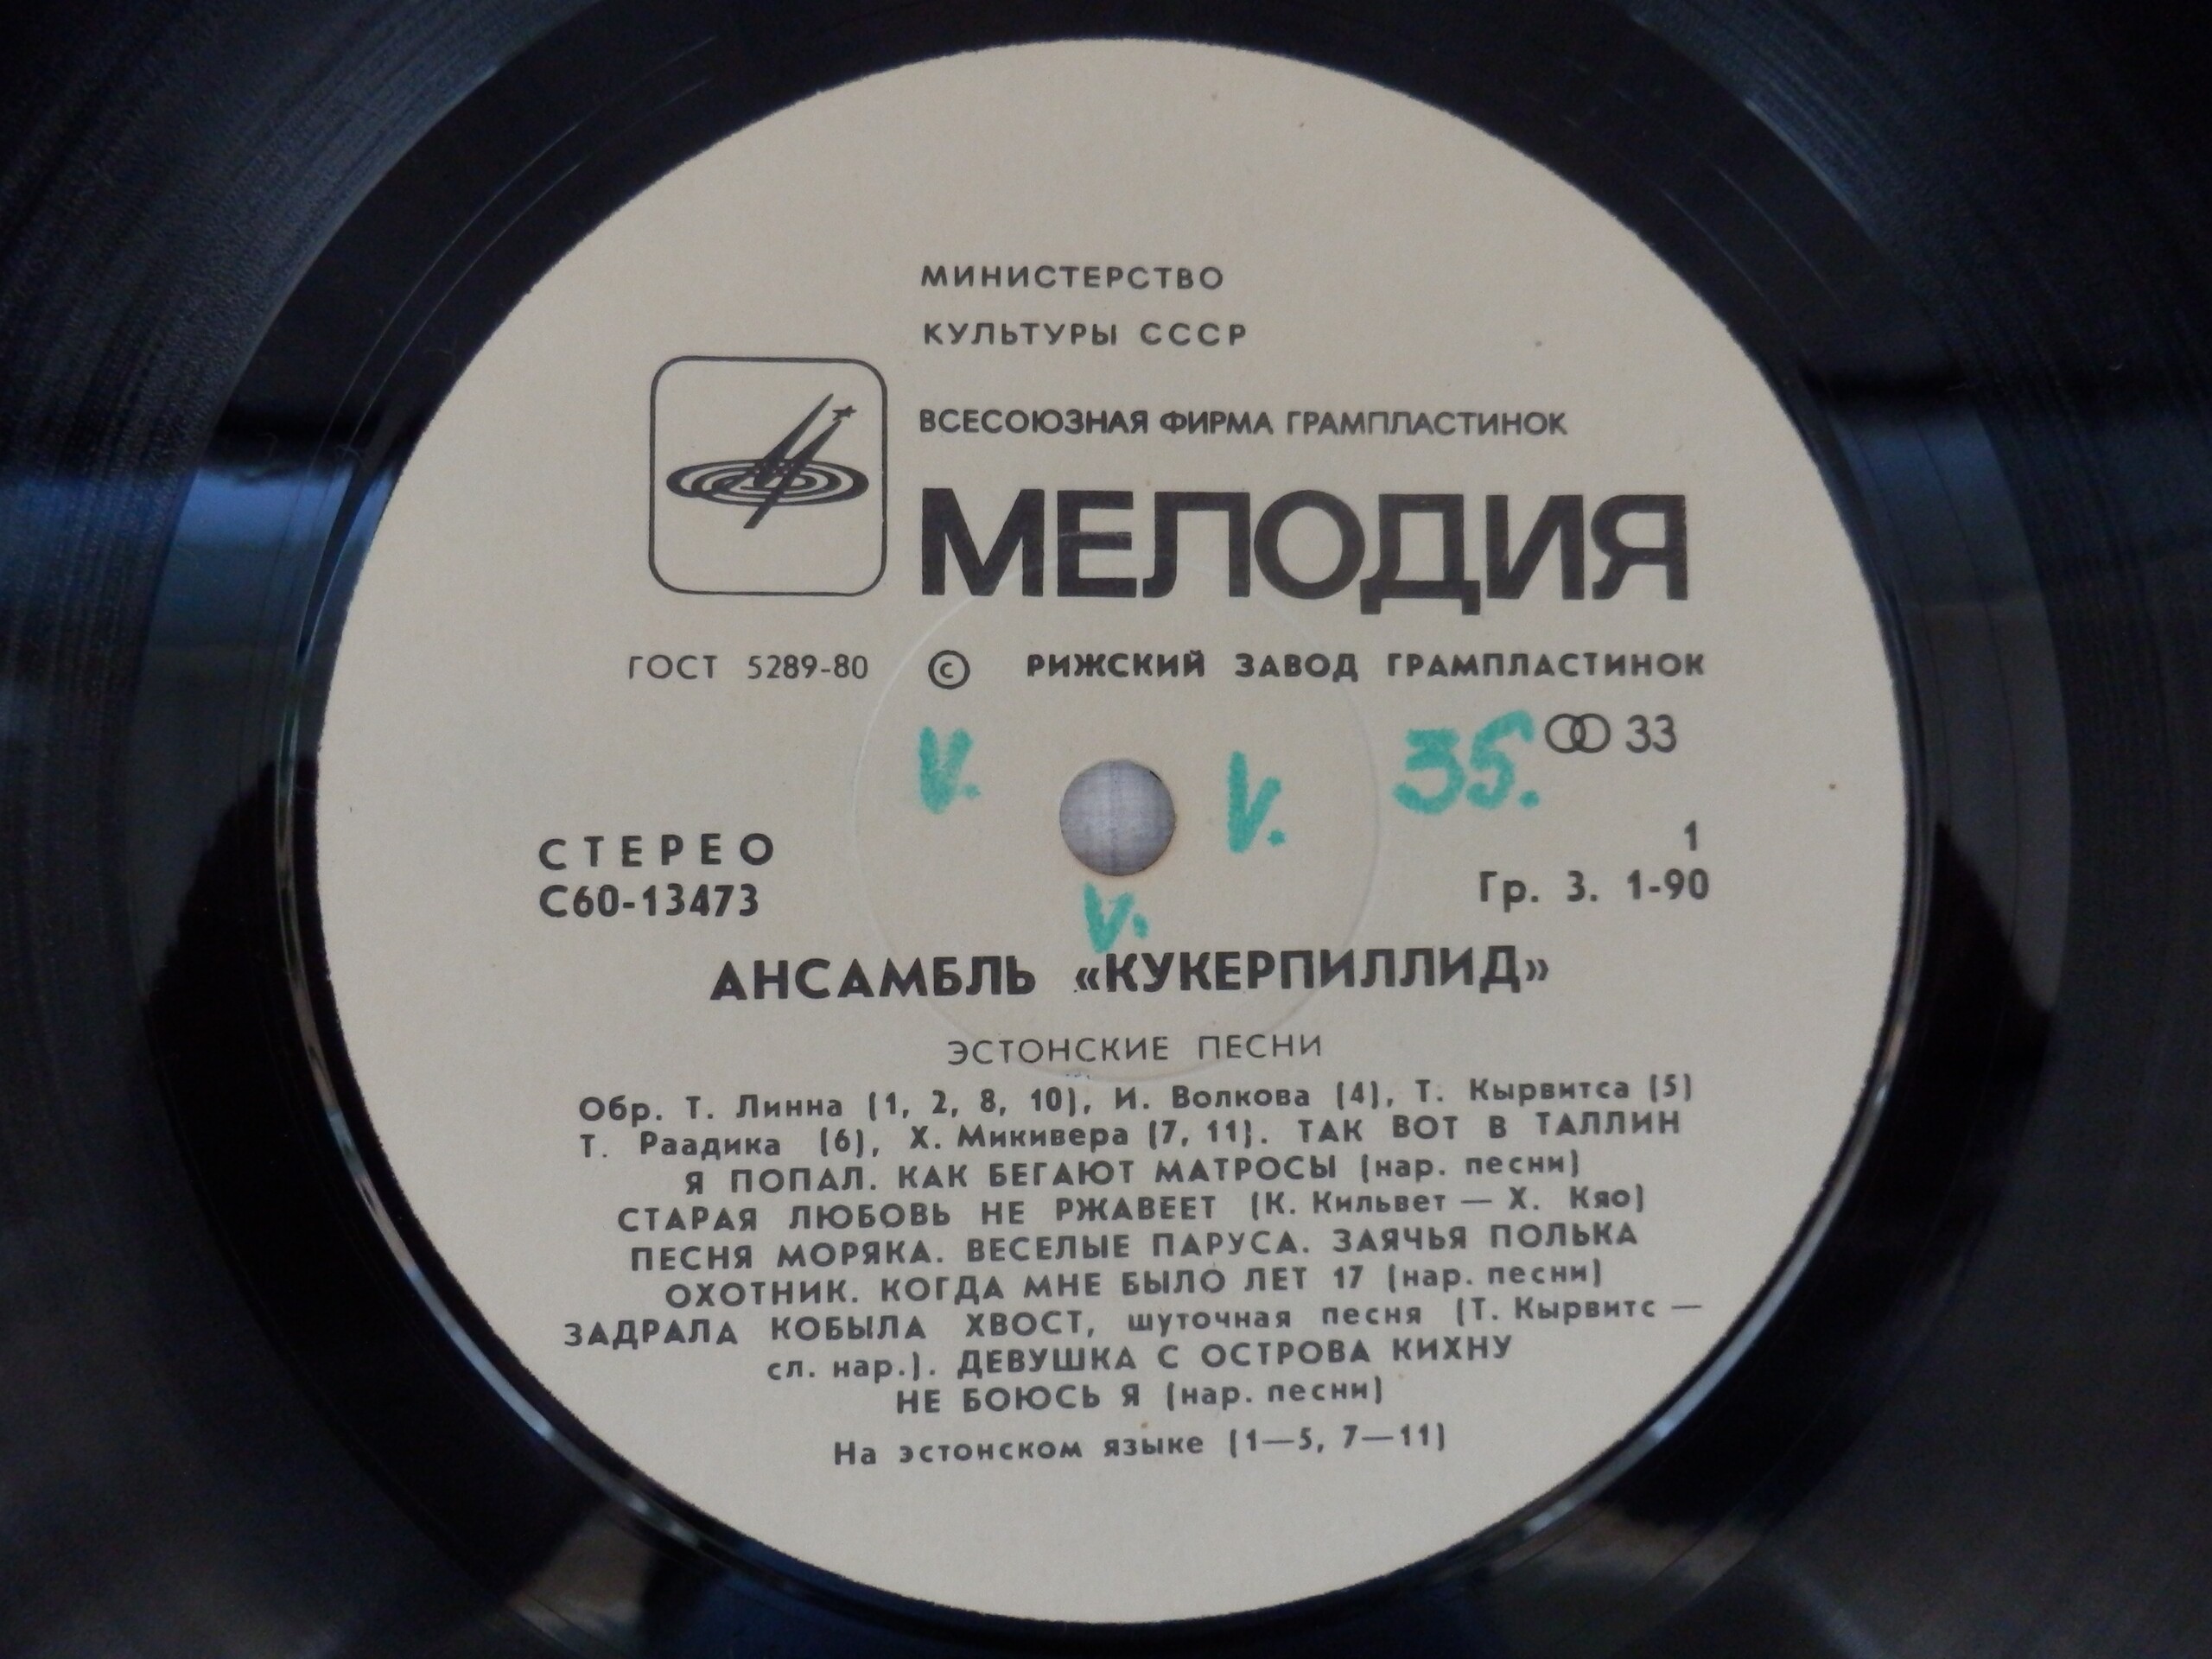 МИНИСТЕРСТВО
КУЛЬТУРЫ СССР
ВСЕСОЮЗНАЯ ФИРМА ГРАМПЛАСТИНОК
МЕЛОДИЯ
ГОСТ 5289-80 © РИЖСКИЙ ЗАВОД ГРАМПЛАСТИНОК
V. V. 35. 33
СТЕРЕО 1
С60-13473 Гр. 3. 1-90
V.
АНСАМБЛЬ «КУКЕРПИЛЛИД»
ЭСТОНСКИЕ ПЕСНИ
Обр. Т. Линна (1, 2, 8, 10), И. Волкова (4), Т. Кырвитса (5)
Т. Раадика (6), Х. Микивера (7, 11). ТАК ВОТ В ТАЛЛИН
Я ПОПАЛ. КАК БЕГАЮТ МАТРОСЫ (нар. песни)
СТАРАЯ ЛЮБОВЬ НЕ РЖАВЕЕТ (К. Кильвет — Х. Кяо)
ПЕСНЯ МОРЯКА. ВЕСЕЛЫЕ ПАРУСА. ЗАЯЧЬЯ ПОЛЬКА
ОХОТНИК. КОГДА МНЕ БЫЛО ЛЕТ 17 (нар. песни)
ЗАДРАЛА КОБЫЛА ХВОСТ, шуточная песня (Т. Кырвитс —
сл. нар.). ДЕВУШКА С ОСТРОВА КИХНУ
НЕ БОЮСЬ Я (нар. песни)
На эстонском языке (1—5, 7—11)